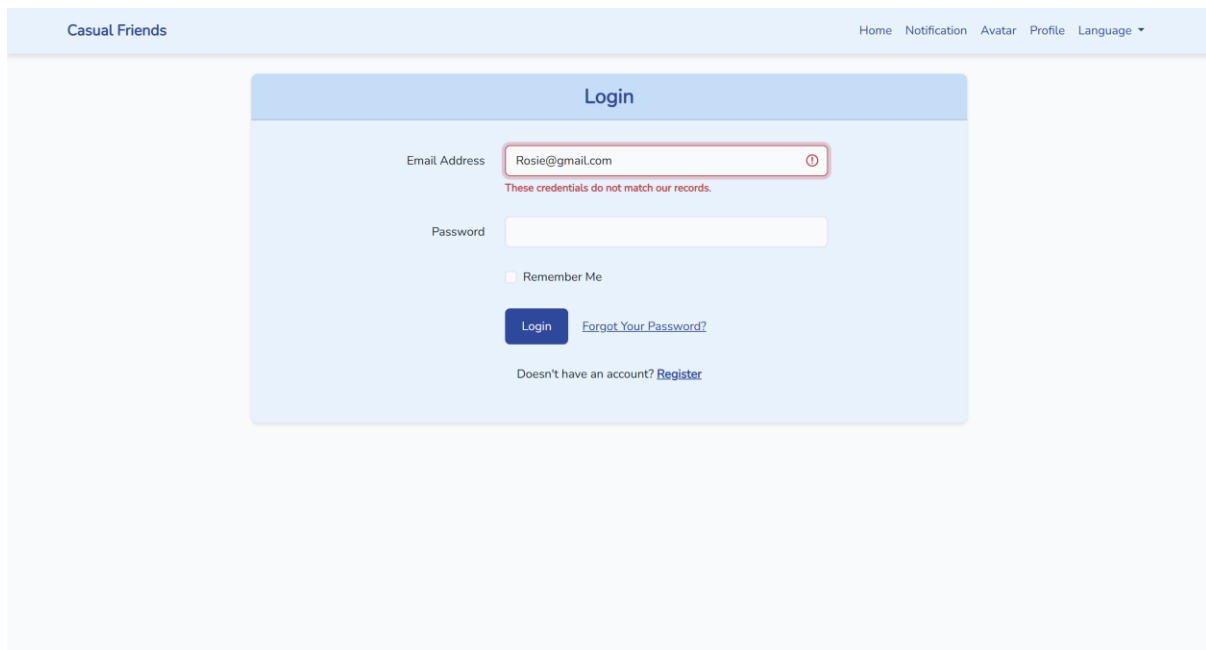 Casual Friends Home Notification Avatar Profile Language
Login
Email Address Rosie@gmail.com
These credentials do not match our records.
Password
Remember Me
Login Forgot Your Password?
Doesn't have an account? Register